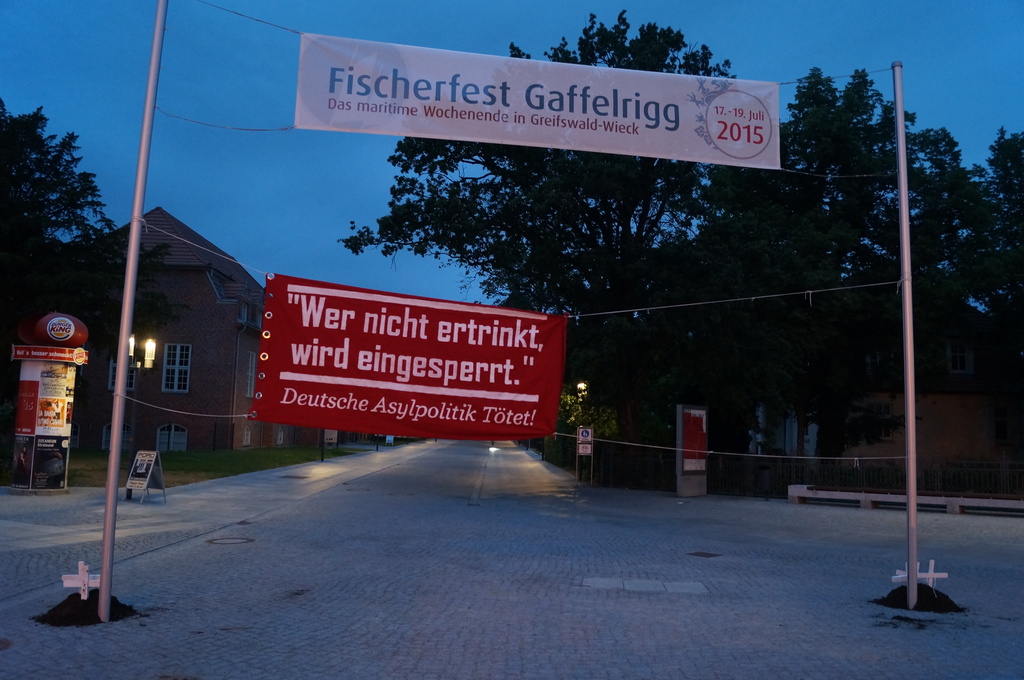 Fischerfest Gaffelrigg
Das maritime Wochenende in Greifswald-Wieck
17.-19. Juli
2015
"Wer nicht ertrinkt,
wird eingesperrt."
Deutsche Asylpolitik Tötet!
BURGER
KING
POMO